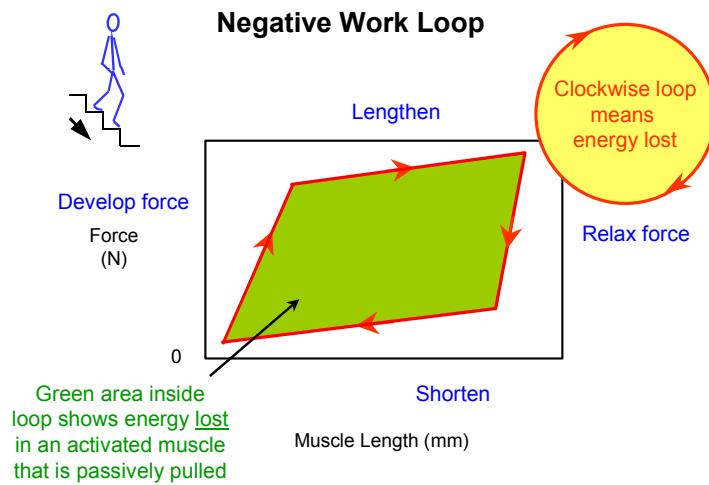 Negative Work Loop
Clockwise loop
means
energy lost
Lengthen
Develop force
Force
(N)
Relax force
0
Shorten
Green area inside
loop shows energy lost
in an activated muscle
that is passively pulled
Muscle Length (mm)